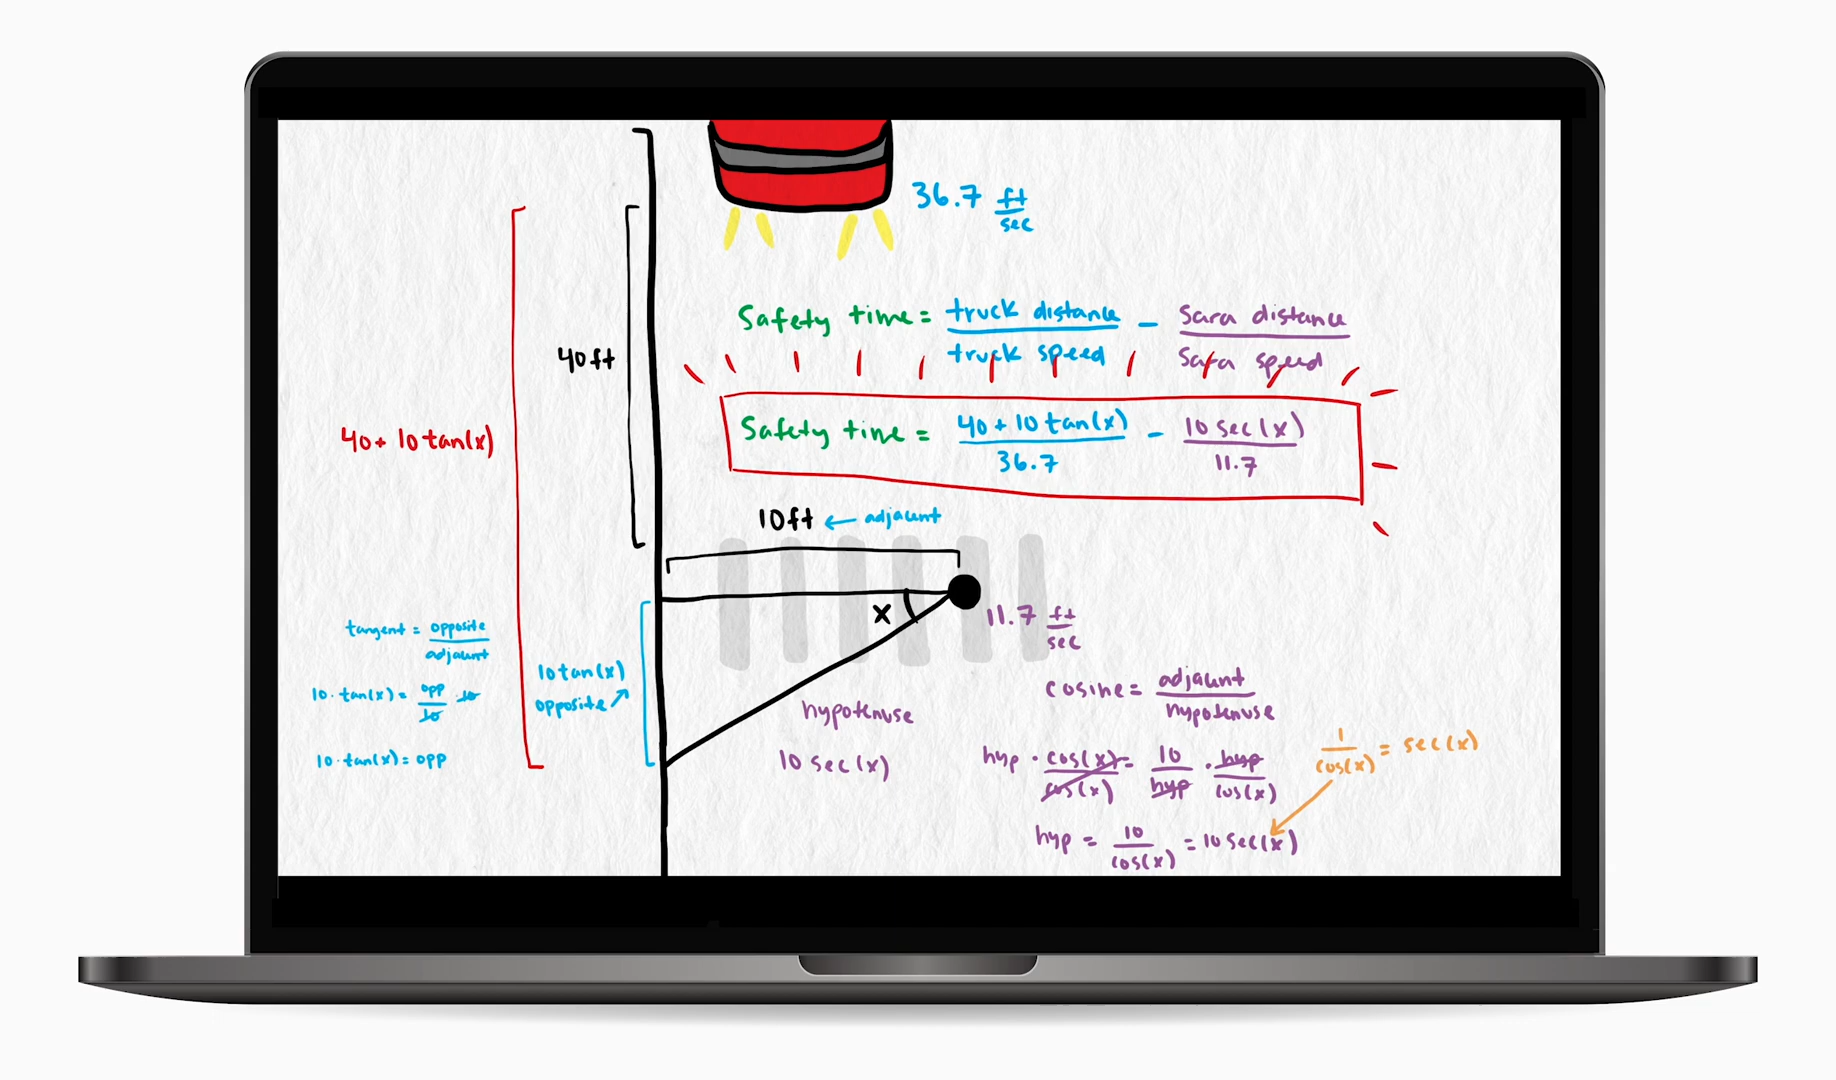 36.7 ft/sec
Safety time = truck distance/truck speed - Sara distance/Sara speed
40ft
40 + 10 tan(x)
Safety time = 40 + 10 tan(x)/36.7 - 10 sec(x)/11.7
10ft ← adjacent
x
11.7 ft/sec
tangent = opposite/adjacent
10 · tan(x) = opp/10 · 10
10 · tan(x) = opp
10 tan(x)
opposite ↗
hypotenuse
10 sec(x)
cosine = adjacent/hypotenuse
hyp · cos(x)/cos(x) = 10/hyp · hyp/cos(x)
1/cos(x) = sec(x)
hyp = 10/cos(x) = 10 sec(x)